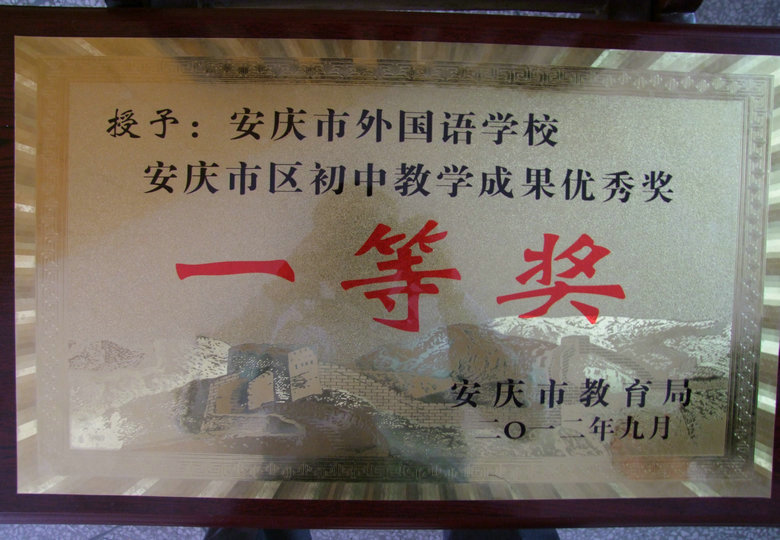 授予：安庆市外国语学校
安庆市区初中教学成果优秀奖
一等奖
安庆市教育局
二〇一二年九月